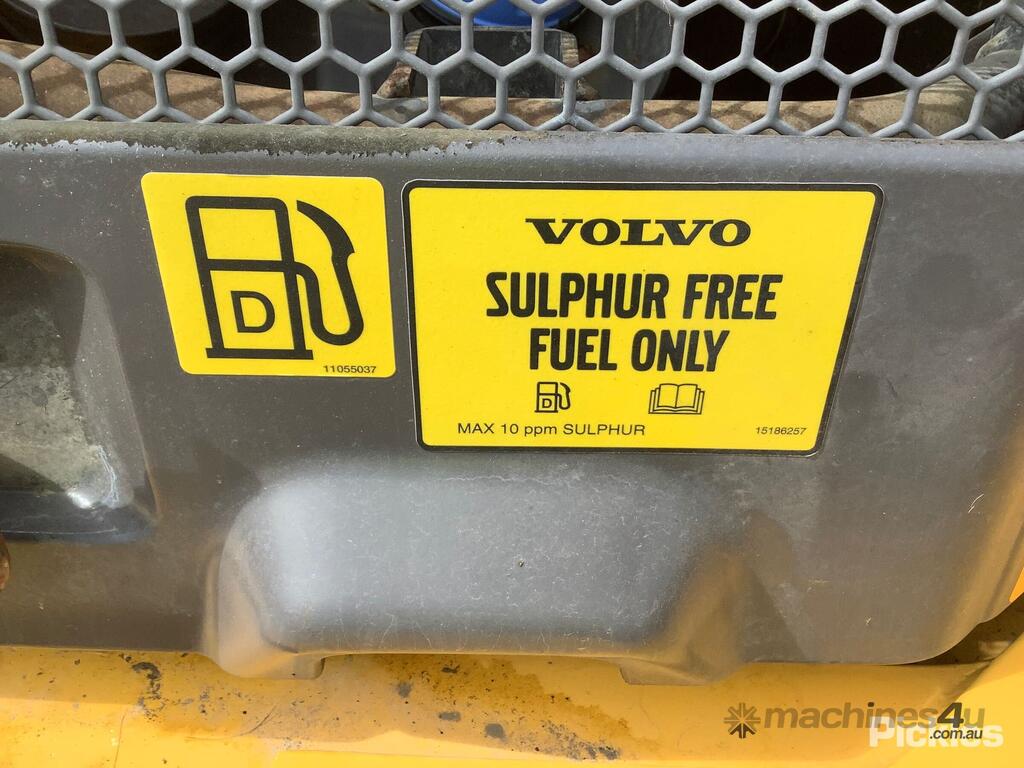 D
11055037
VOLVO
SULPHUR FREE
FUEL ONLY
D
MAX 10 ppm SULPHUR
15186257
machines4u
.com.au
Pickles